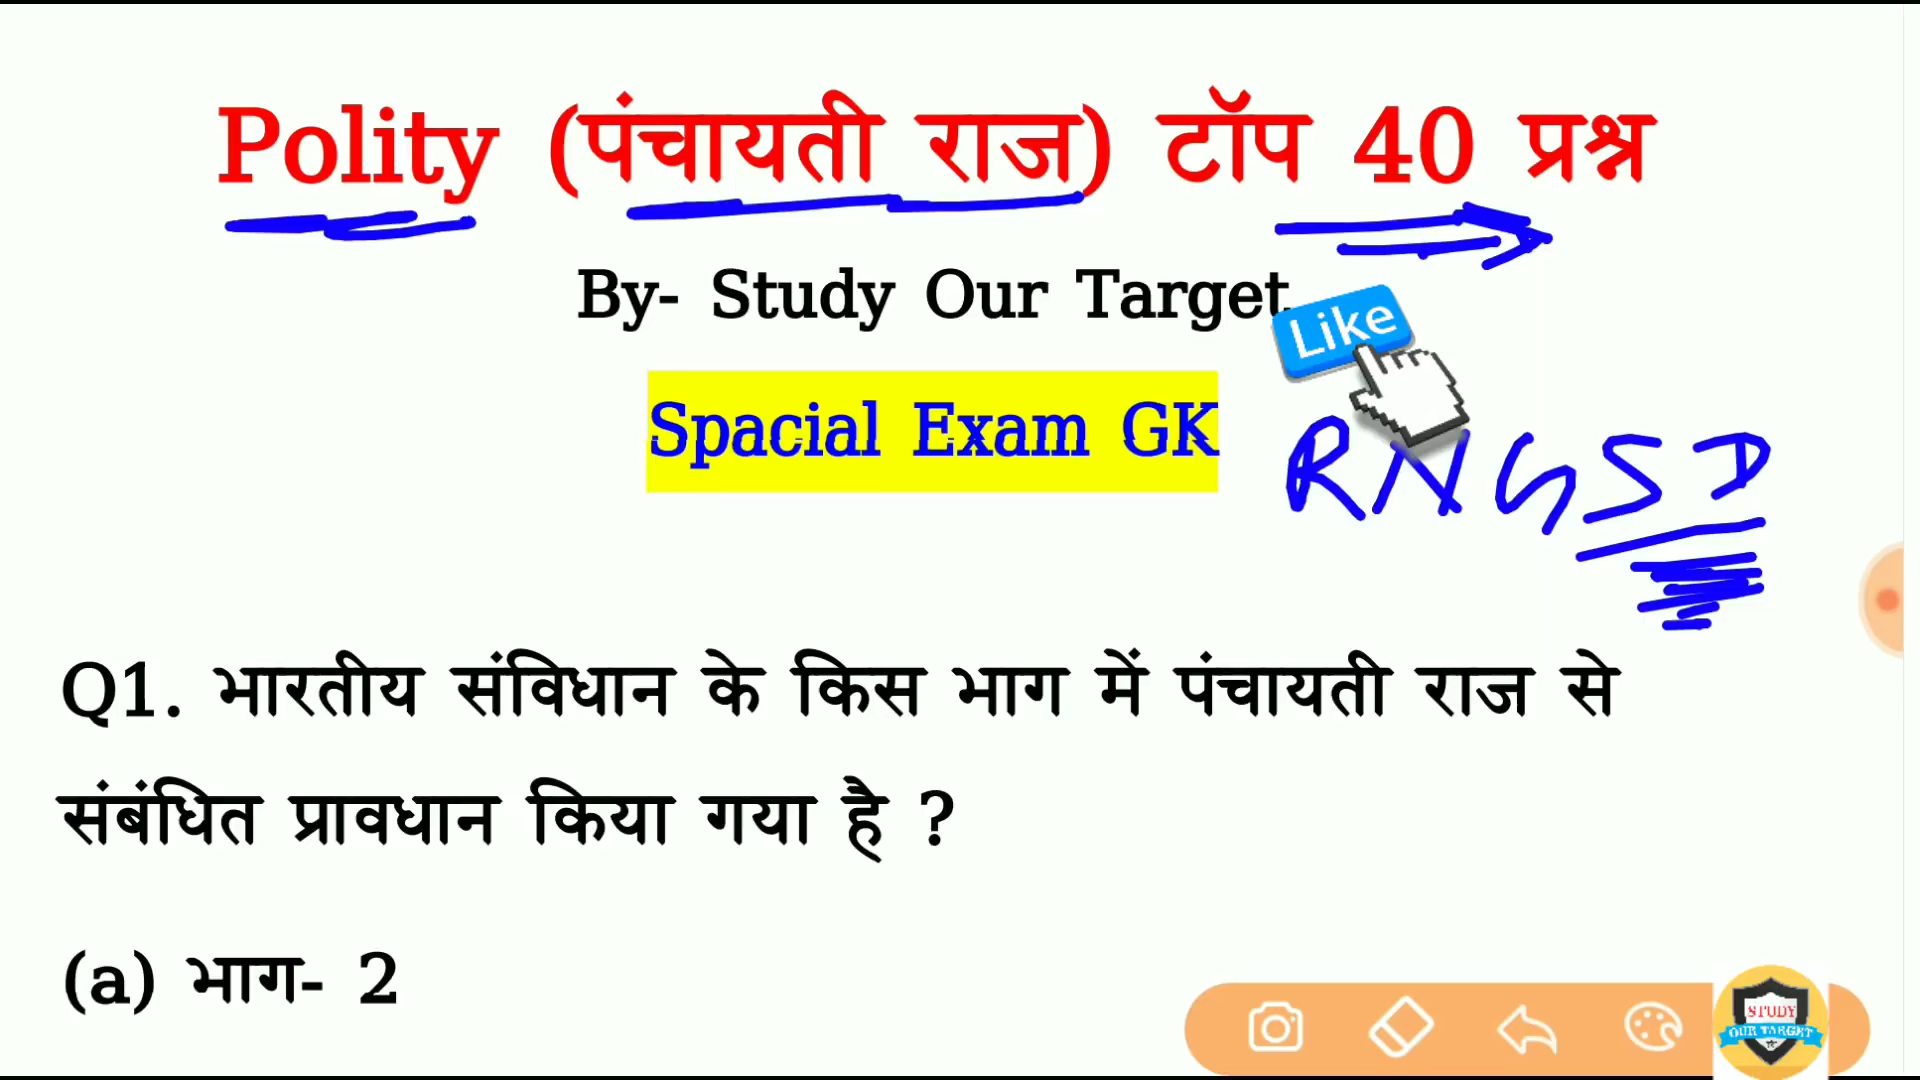 Polity (पंचायती राज) टॉप 40 प्रश्न
By- Study Our Target
Like
Spacial Exam GK
RNGSD
Q1. भारतीय संविधान के किस भाग में पंचायती राज से
संबंधित प्रावधान किया गया है ?
(a) भाग- 2
STUDY
OUR TARGET